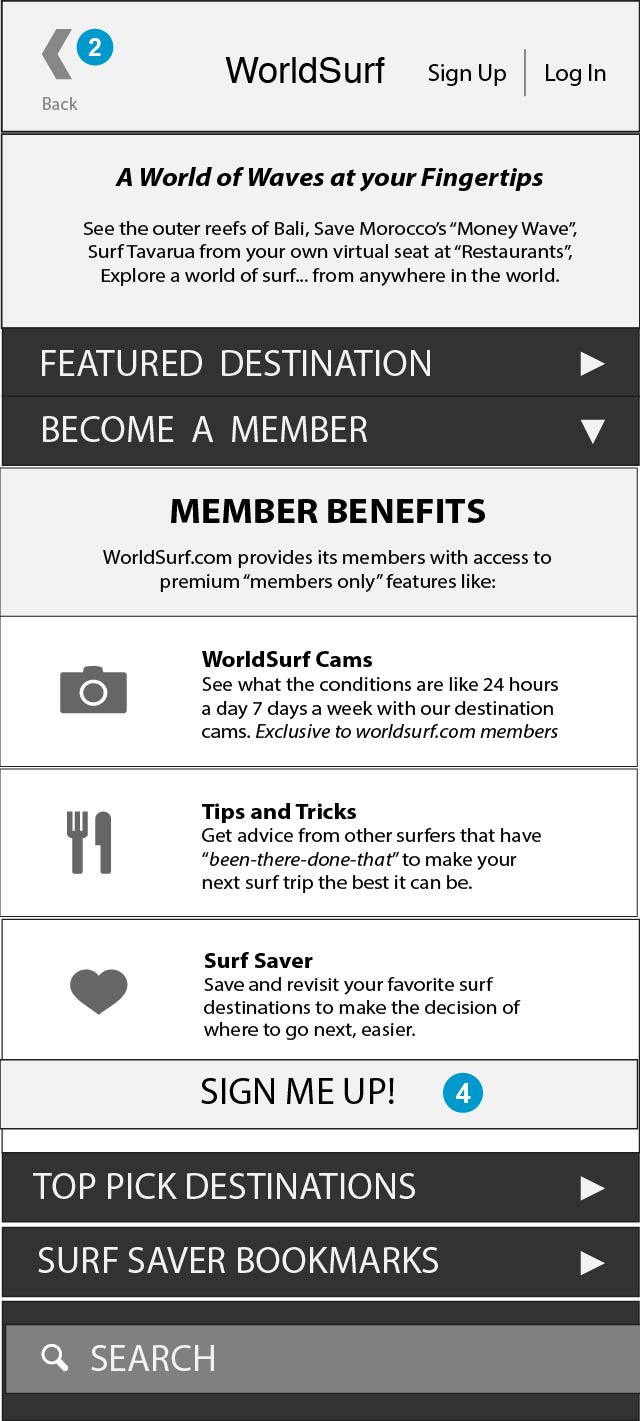 2
WorldSurf
Sign Up
Log In
Back
A World of Waves at your Fingertips
See the outer reefs of Bali, Save Morocco’s “Money Wave”,
Surf Tavarua from your own virtual seat at “Restaurants”,
Explore a world of surf... from anywhere in the world.
FEATURED DESTINATION
BECOME A MEMBER
MEMBER BENEFITS
WorldSurf.com provides its members with access to
premium “members only” features like:
WorldSurf Cams
See what the conditions are like 24 hours
a day 7 days a week with our destination
cams. Exclusive to worldsurf.com members
Tips and Tricks
Get advice from other surfers that have
“been-there-done-that” to make your
next surf trip the best it can be.
Surf Saver
Save and revisit your favorite surf
destinations to make the decision of
where to go next, easier.
SIGN ME UP!
4
TOP PICK DESTINATIONS
SURF SAVER BOOKMARKS
SEARCH